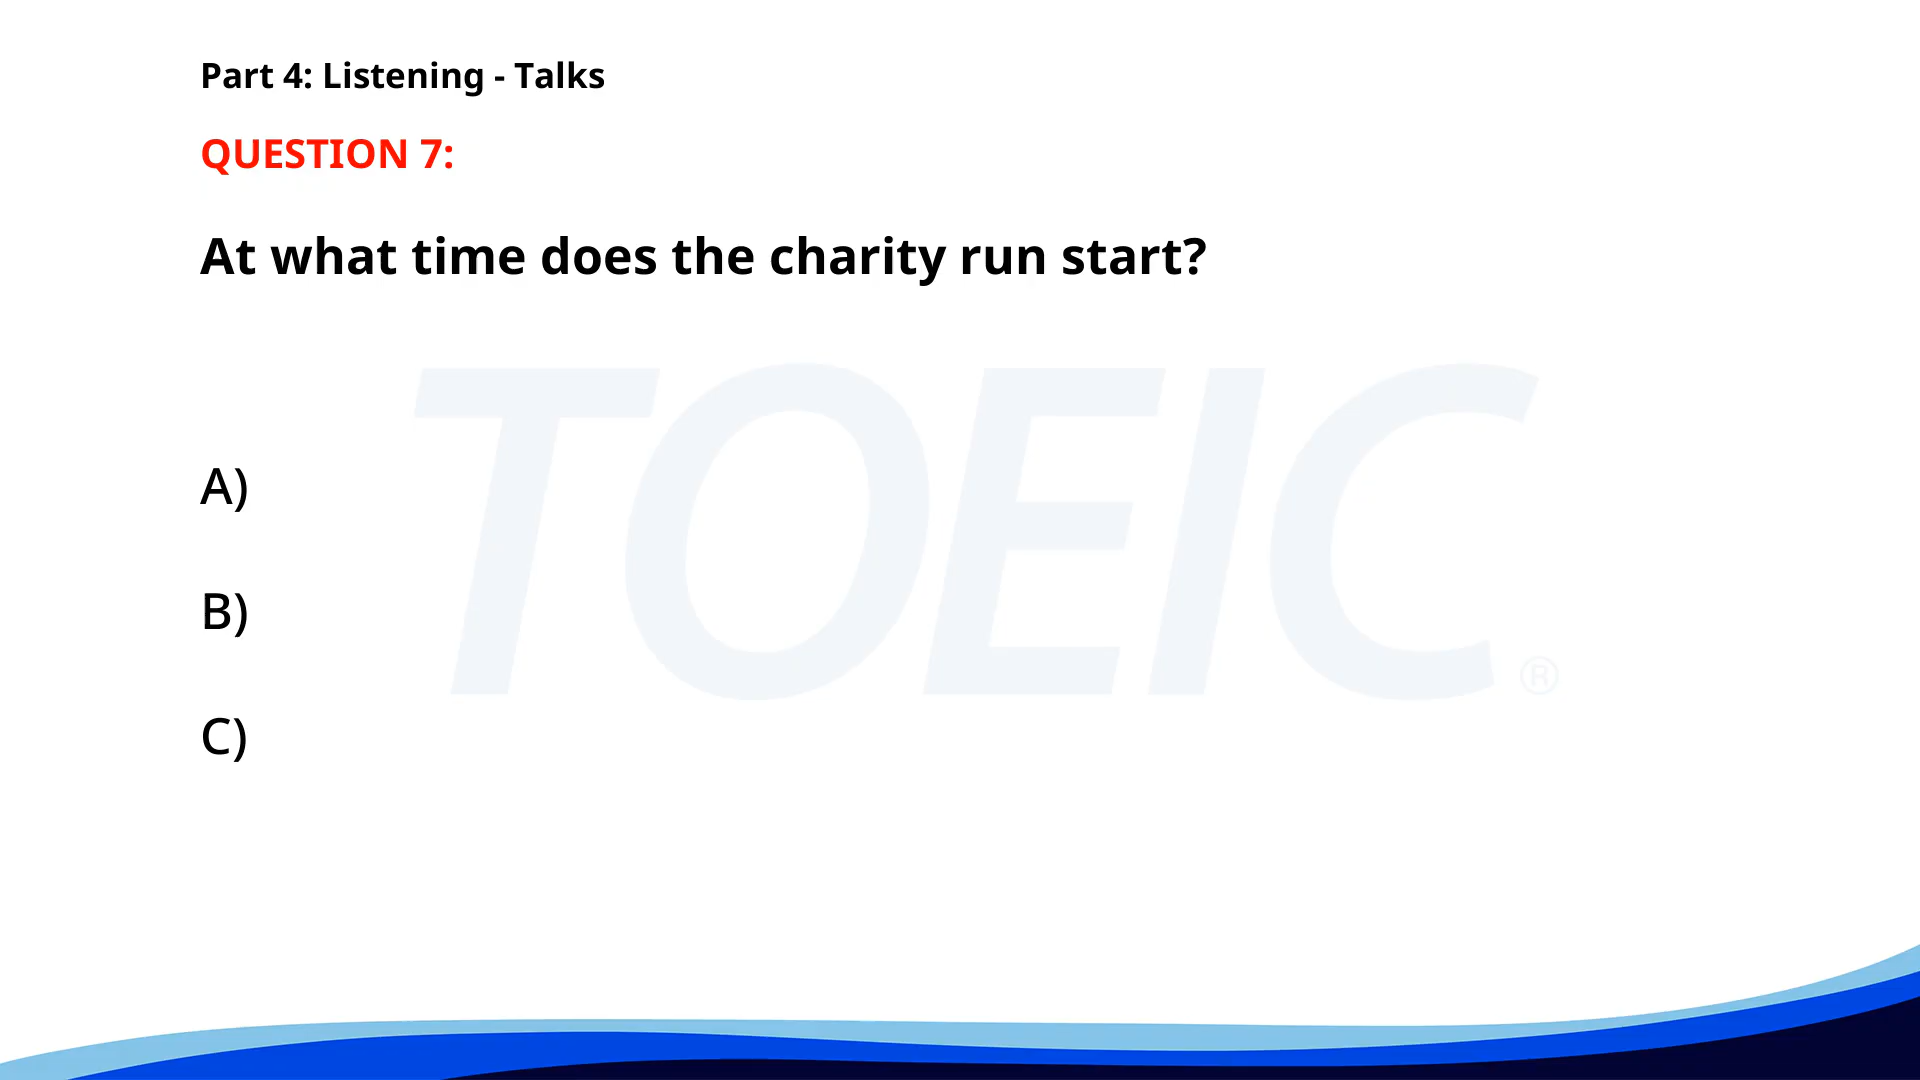 Part 4: Listening - Talks
QUESTION 7:
At what time does the charity run start?
TOEIC ®
A)
B)
C)